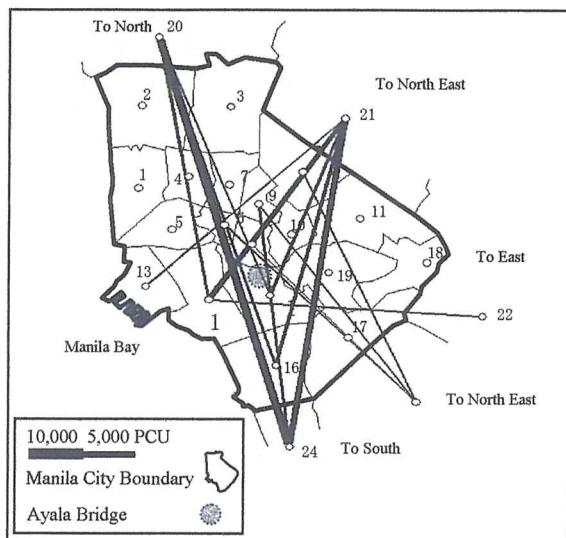 To North 20
To North East
21
2
3
1
4
7
9
11
5
10
13
18
To East
19
1
22
17
Manila Bay
16
To North East
10,000 5,000 PCU
24 To South
Manila City Boundary
Ayala Bridge